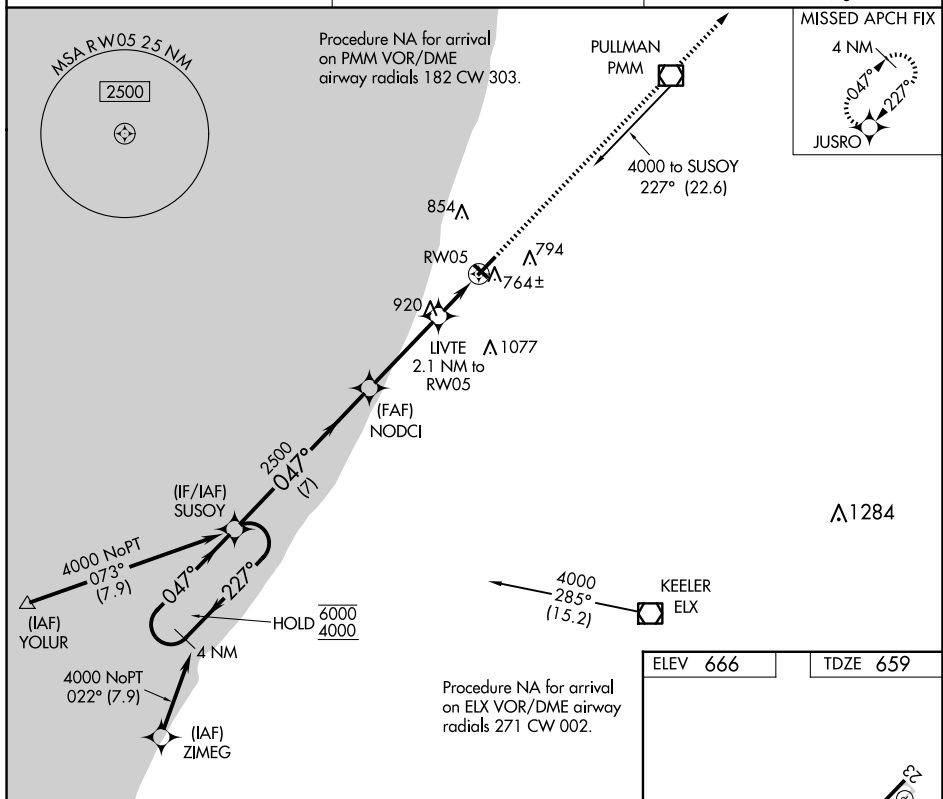 MSA RW05 25 NM
2500
Procedure NA for arrival
on PMM VOR/DME
airway radials 182 CW 303.
PULLMAN
PMM
MISSED APCH FIX
4 NM
047°
227°
JUSRO
4000 to SUSOY
227° (22.6)
854
RW05
794
764±
920
LIVTE
2.1 NM to
RW05
1077
(FAF)
NODCI
2500
047°
(7)
(IF/IAF)
SUSOY
1284
4000 NoPT
073°
(7.9)
047°
227°
(IAF)
YOLUR
HOLD 6000
4000
4 NM
4000
285°
(15.2)
KEELER
ELX
4000 NoPT
022° (7.9)
(IAF)
ZIMEG
Procedure NA for arrival
on ELX VOR/DME airway
radials 271 CW 002.
ELEV 666
TDZE 659
23